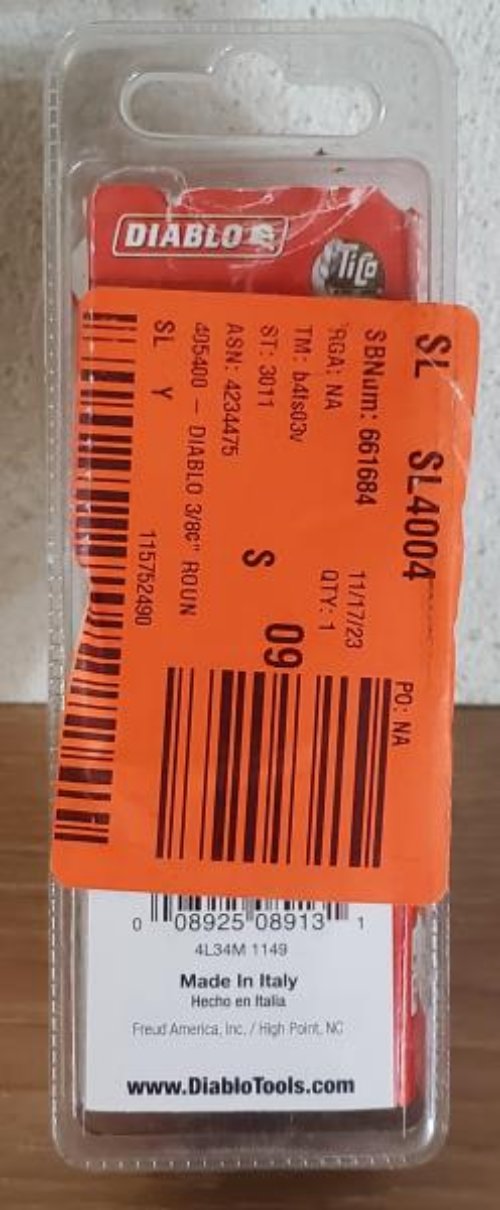 DIABLO
TiCo
SL SL4004
PO: NA
SBNum: 661684 11/17/23
RGA: NA QTY: 1
TM: b4fs03v
09
ST: 3011
S
ASN: 4234475
405400 - DIABLO 3/8C" ROUN
SL Y
115752490
0 08925 08913 1
4L34M 1149
Made In Italy
Hecho en Italia
Freud America, Inc. / High Point, NC
www.DiabloTools.com